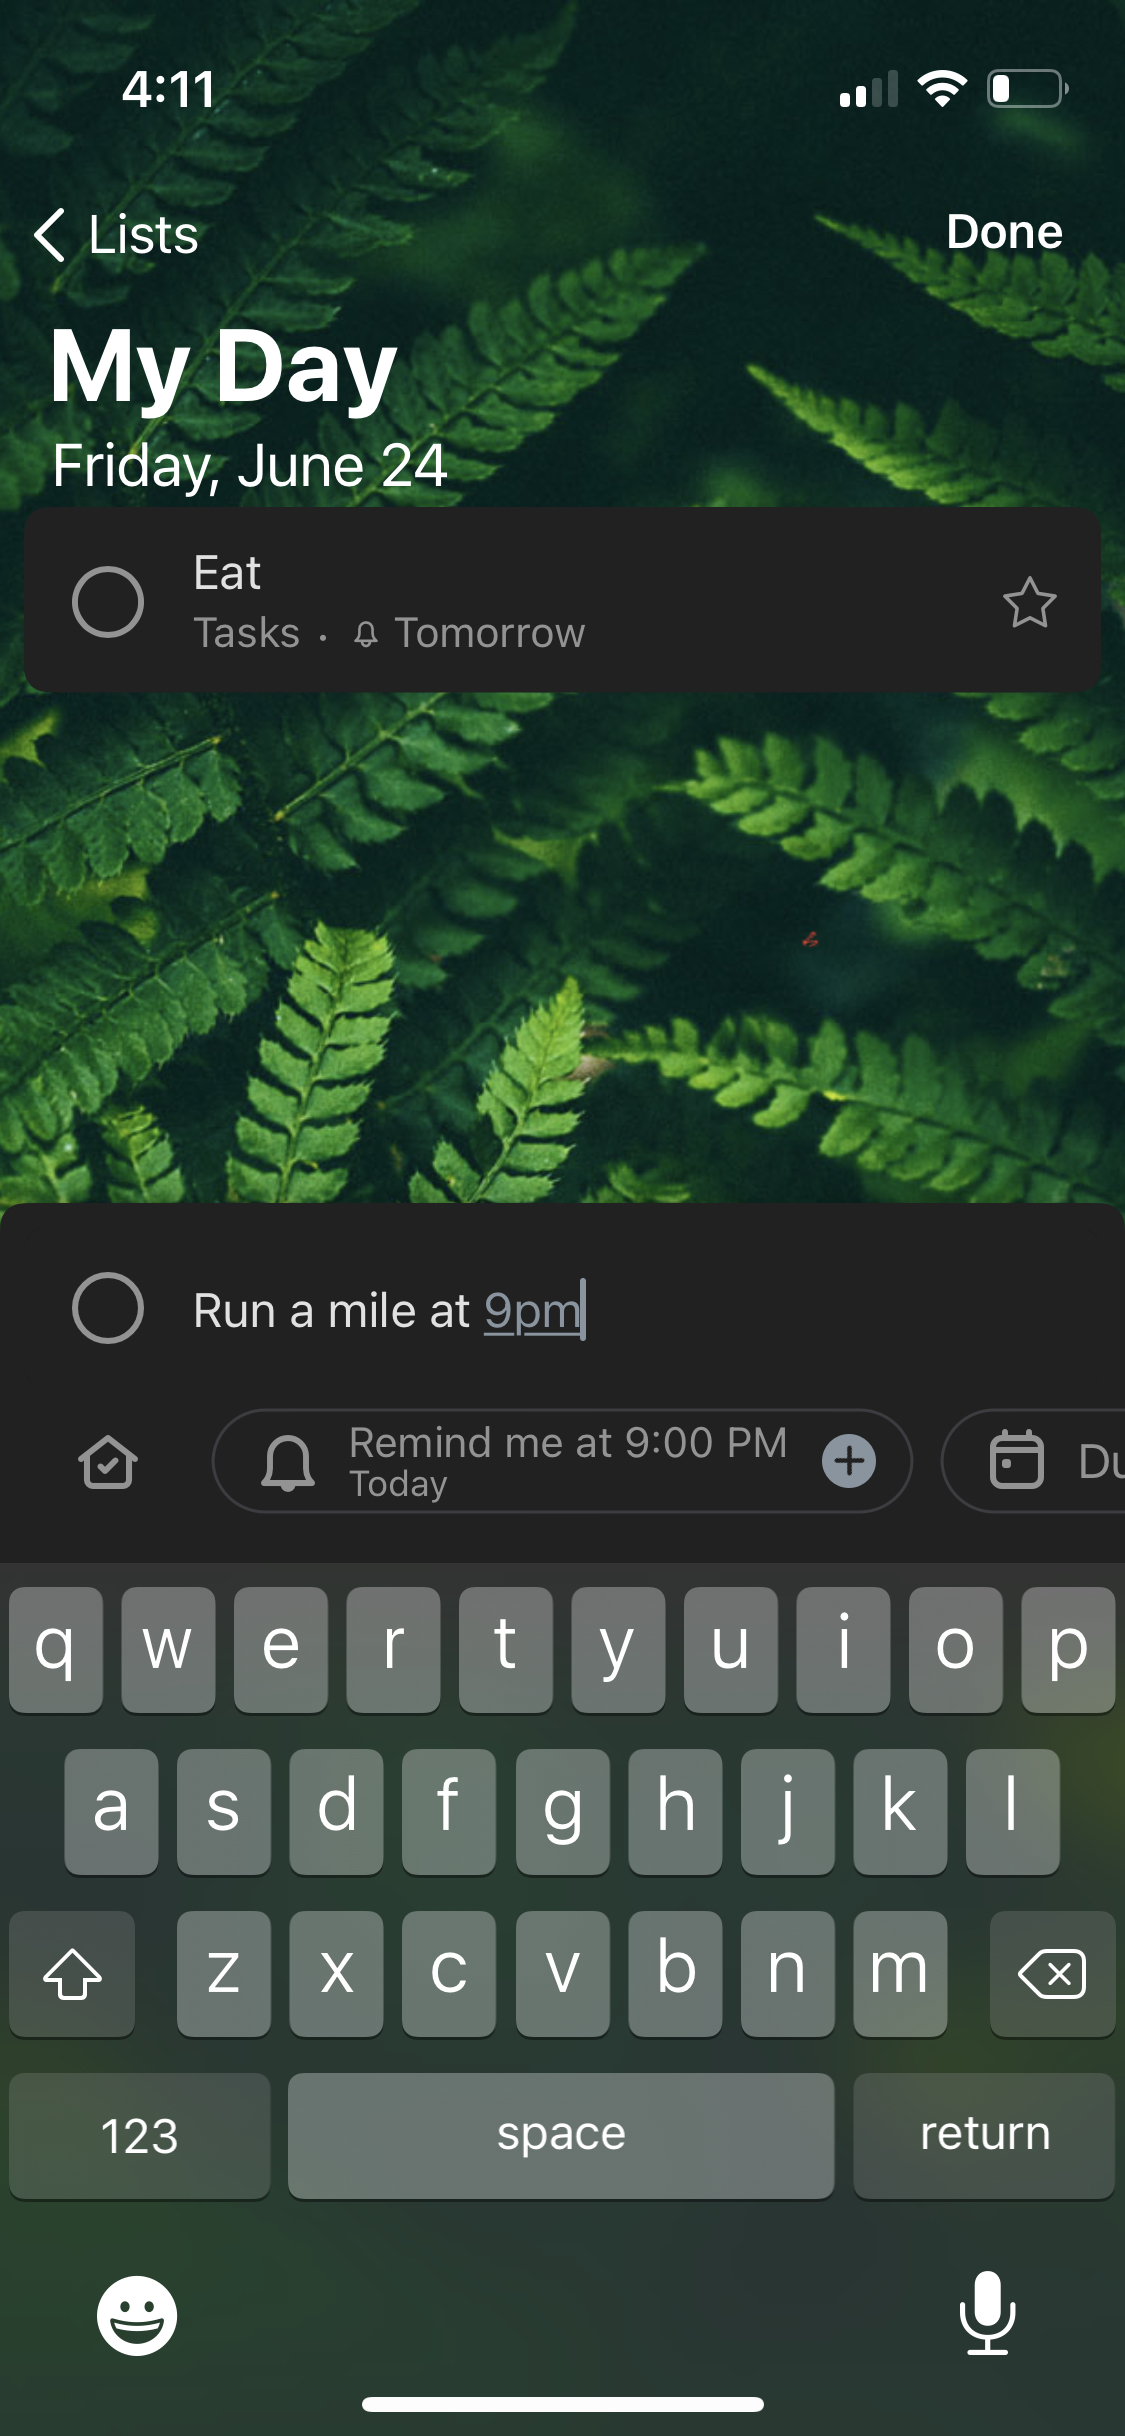 4:11
Lists
Done
My Day
Friday, June 24
Eat
Tasks · Tomorrow
Run a mile at 9pm
Remind me at 9:00 PM
Today
Du
q w e r t y u i o p
a s d f g h j k l
z x c v b n m
123 space return